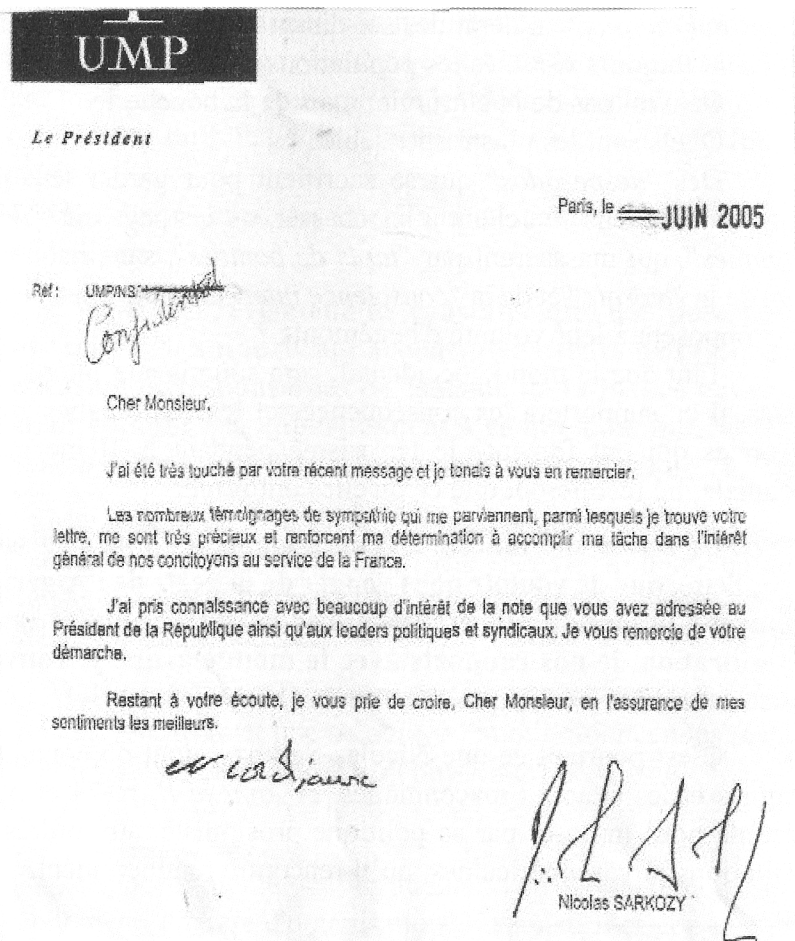 UMP
Le Président
Paris, le JUIN 2005
Réf : UMP/NS
Confidentiel
Cher Monsieur,
J'ai été très touché par votre récent message et je tenais à vous en remercier.
Les nombreux témoignages de sympathie qui me parviennent, parmi lesquels je trouve votre
lettre, me sont très précieux et renforcent ma détermination à accomplir ma tâche dans l'intérêt
général de nos concitoyens au service de la France.
J'ai pris connaissance avec beaucoup d'intérêt de la note que vous avez adressée au
Président de la République ainsi qu'aux leaders politiques et syndicaux. Je vous remercie de votre
démarche.
Restant à votre écoute, je vous prie de croire, Cher Monsieur, en l'assurance de mes
sentiments les meilleurs.
Nicolas SARKOZY